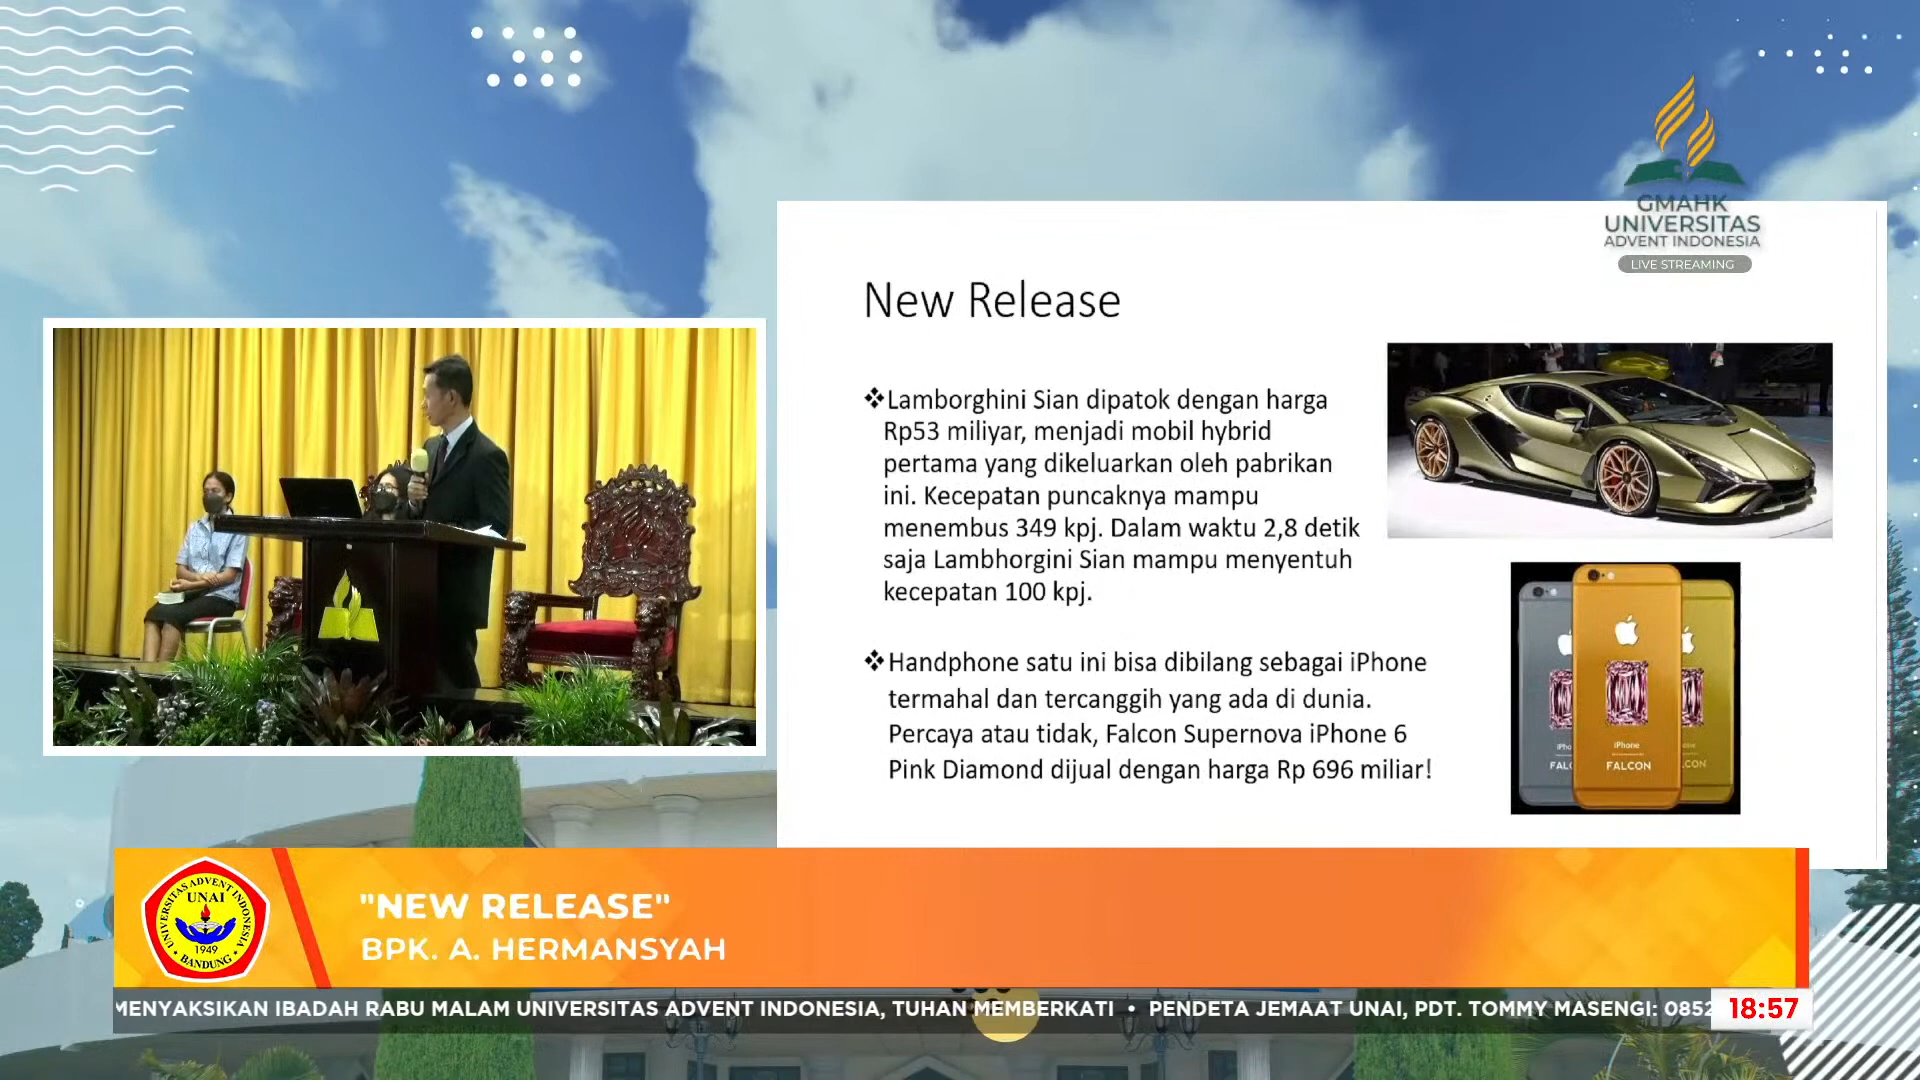 GMAHK
UNIVERSITAS
ADVENT INDONESIA
LIVE STREAMING
New Release
❖Lamborghini Sian dipatok dengan harga
Rp53 miliyar, menjadi mobil hybrid
pertama yang dikeluarkan oleh pabrikan
ini. Kecepatan puncaknya mampu
menembus 349 kpj. Dalam waktu 2,8 detik
saja Lambhorgini Sian mampu menyentuh
kecepatan 100 kpj.
❖Handphone satu ini bisa dibilang sebagai iPhone
termahal dan tercanggih yang ada di dunia.
Percaya atau tidak, Falcon Supernova iPhone 6
Pink Diamond dijual dengan harga Rp 696 miliar!
iPhone
FALCON
UNIVERSITAS ADVENT INDONESIA
UNAI
1949
• BANDUNG •
"NEW RELEASE"
BPK. A. HERMANSYAH
MENYAKSIKAN IBADAH RABU MALAM UNIVERSITAS ADVENT INDONESIA, TUHAN MEMBERKATI • PENDETA JEMAAT UNAI, PDT. TOMMY MASENGI: 0852
18:57